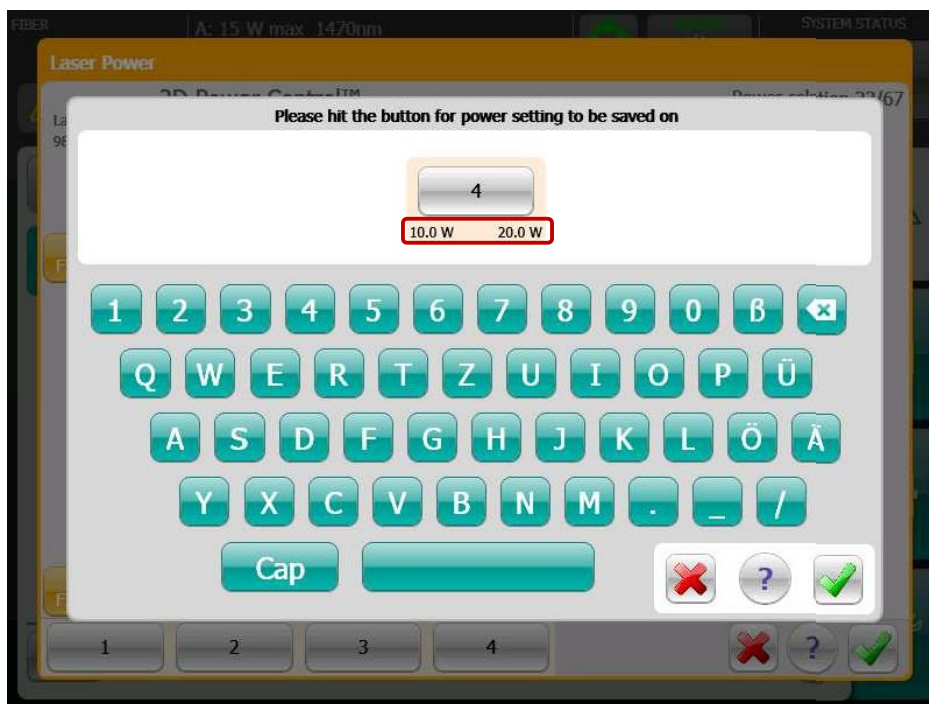 FIBER
A: 15 W max 1470nm
SYSTEM STATUS
Laser Power
Please hit the button for power setting to be saved on
4
10.0 W 20.0 W
1 2 3 4 5 6 7 8 9 0 ß
Q W E R T Z U I O P Ü
A S D F G H J K L Ö Ä
Y X C V B N M . _ /
Cap
?
1 2 3 4
?